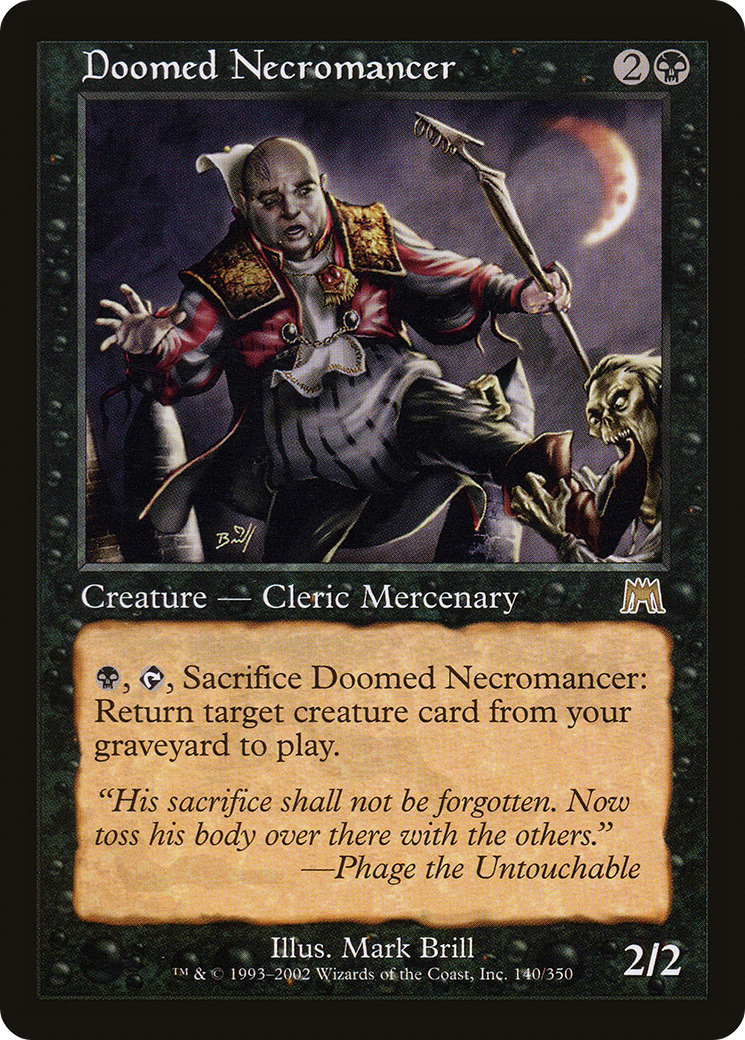 Doomed Necromancer
2
Brill
Creature — Cleric Mercenary
, , Sacrifice Doomed Necromancer:
Return target creature card from your
graveyard to play.
“His sacrifice shall not be forgotten. Now
toss his body over there with the others.”
—Phage the Untouchable
Illus. Mark Brill
™ & © 1993–2002 Wizards of the Coast, Inc. 140/350
2/2